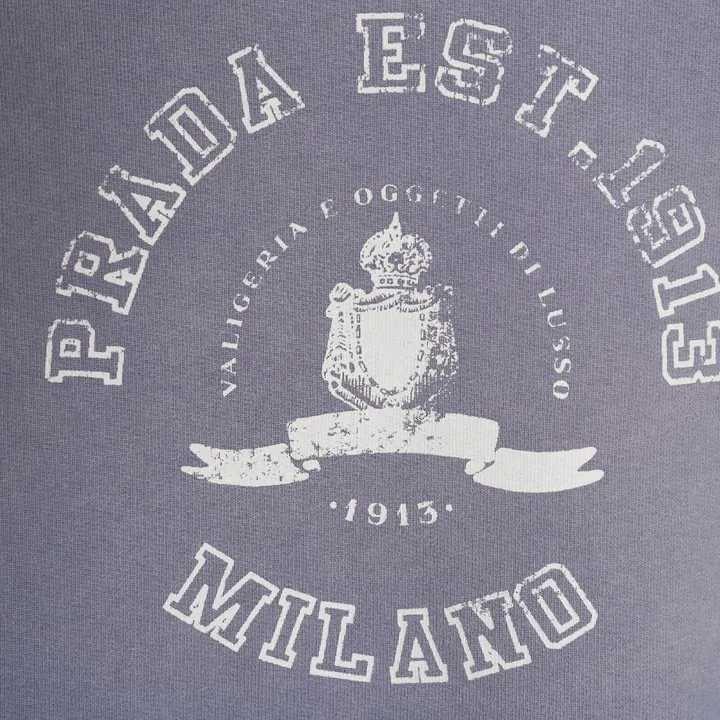 PRADA EST. 1913
VALIGERIA E OGGETTI DI LUSSO
·1913·
MILANO